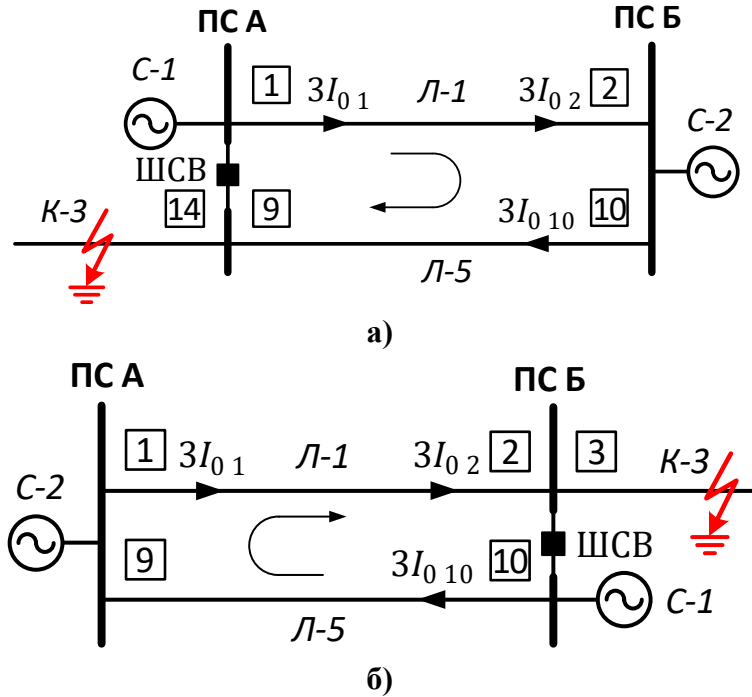 ПС А
ПС Б
С-1
1
3I0 1
Л-1
3I0 2
2
С-2
ШСВ
К-3
14
9
3I0 10
10
Л-5
а)
ПС А
ПС Б
1
3I0 1
Л-1
3I0 2
2
3
К-3
С-2
9
3I0 10
10
ШСВ
С-1
Л-5
б)